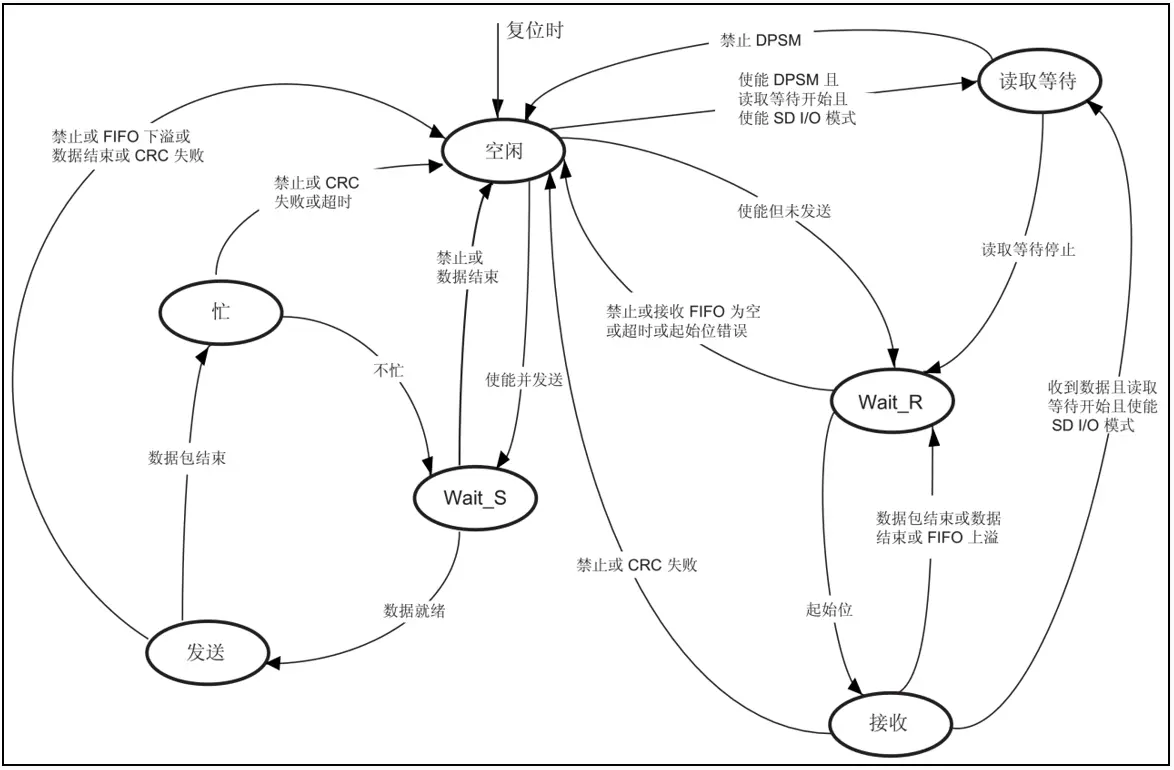 复位时
禁止 DPSM
读取等待
使能 DPSM 且
读取等待开始且
使能 SD I/O 模式
禁止或 FIFO 下溢或
数据结束或 CRC 失败
空闲
禁止或 CRC
失败或超时
使能但未发送
读取等待停止
禁止或
数据结束
忙
禁止或接收 FIFO 为空
或超时或起始位错误
不忙
使能并发送
Wait_R
收到数据且读取
等待开始且使能
SD I/O 模式
数据包结束
Wait_S
数据包结束或数据
结束或 FIFO 上溢
禁止或 CRC 失败
数据就绪
起始位
发送
接收